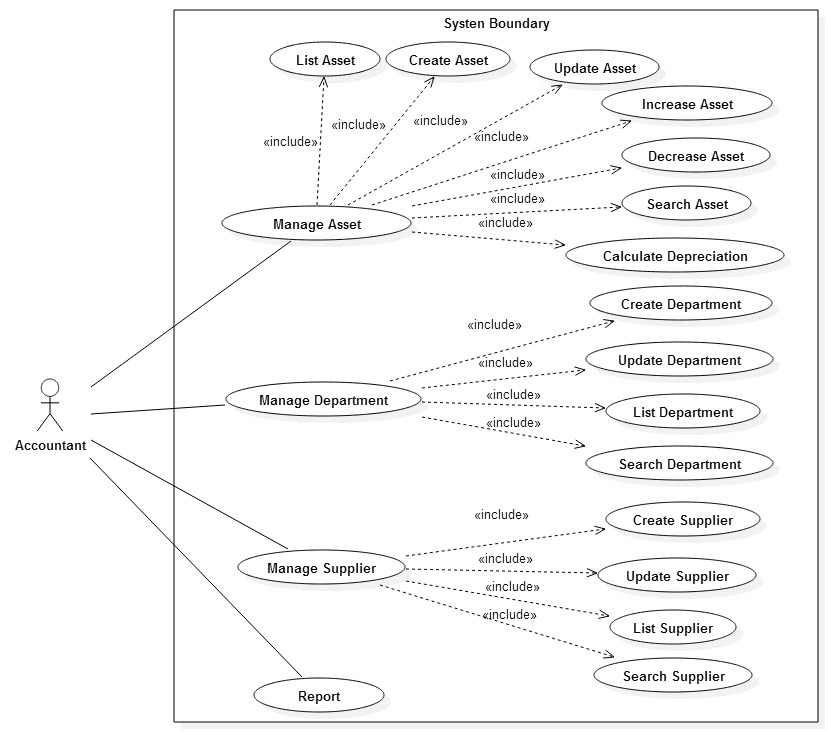 Systen Boundary
List Asset
Create Asset
Update Asset
Increase Asset
«include»
«include»
«include»
«include»
Decrease Asset
«include»
Search Asset
«include»
Manage Asset
«include»
Calculate Depreciation
Create Department
«include»
Update Department
«include»
Manage Department
«include»
List Department
«include»
Accountant
Search Department
«include»
Create Supplier
«include»
Manage Supplier
Update Supplier
«include»
List Supplier
«include»
Search Supplier
Report